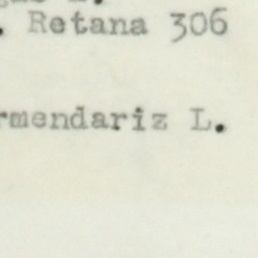 . Retana 306
rmendariz L.